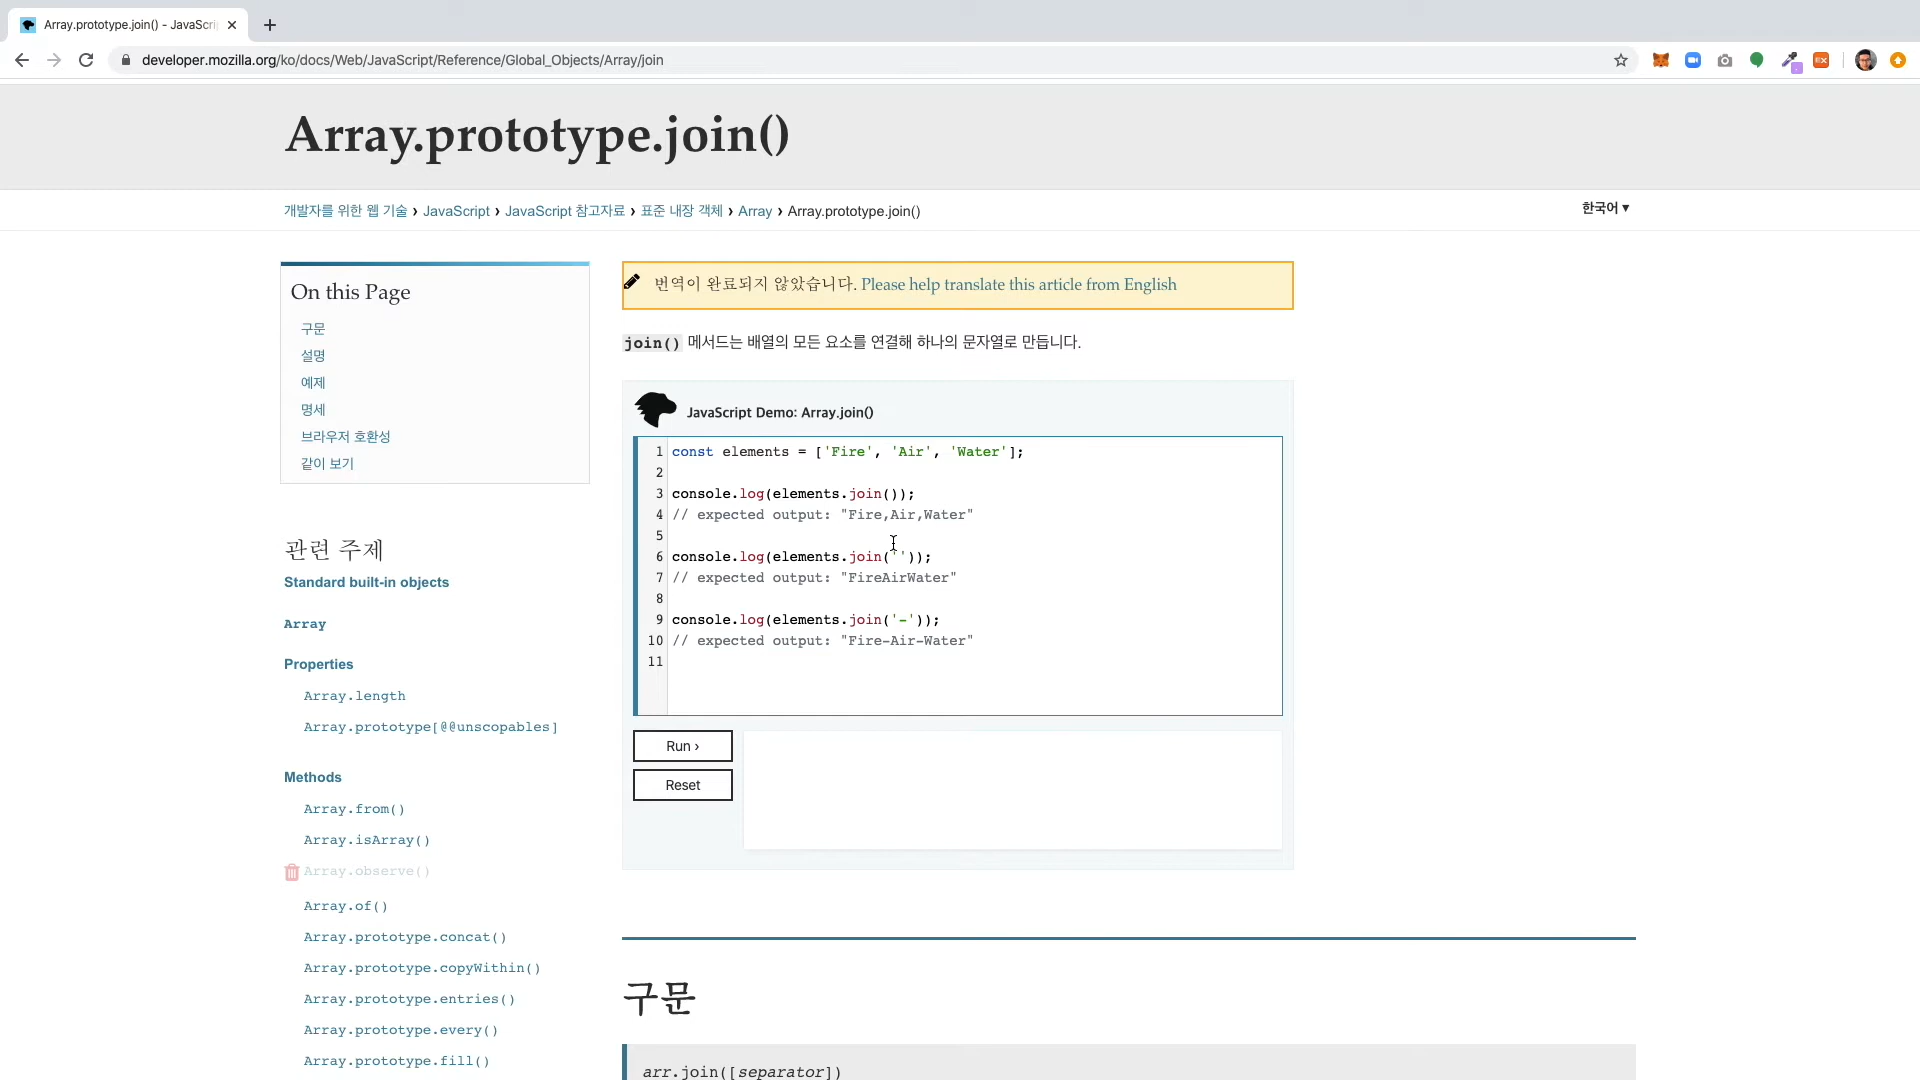 Array.prototype.join() - JavaScri
developer.mozilla.org/ko/docs/Web/JavaScript/Reference/Global_Objects/Array/join
Array.prototype.join()
개발자를 위한 웹 기술 › JavaScript › JavaScript 참고자료 › 표준 내장 객체 › Array › Array.prototype.join()
한국어 ▼
On this Page
구문
설명
예제
명세
브라우저 호환성
같이 보기
관련 주제
Standard built-in objects
Array
Properties
Array.length
Array.prototype[@@unscopables]
Methods
Array.from()
Array.isArray()
Array.observe()
Array.of()
Array.prototype.concat()
Array.prototype.copyWithin()
Array.prototype.entries()
Array.prototype.every()
Array.prototype.fill()
번역이 완료되지 않았습니다. Please help translate this article from English
join() 메서드는 배열의 모든 요소를 연결해 하나의 문자열로 만듭니다.
JavaScript Demo: Array.join()
1 const elements = ['Fire', 'Air', 'Water'];
2
3 console.log(elements.join());
4 // expected output: "Fire,Air,Water"
5
6 console.log(elements.join(''));
7 // expected output: "FireAirWater"
8
9 console.log(elements.join('-'));
10 // expected output: "Fire-Air-Water"
11
Run ›
Reset
구문
arr.join([separator])